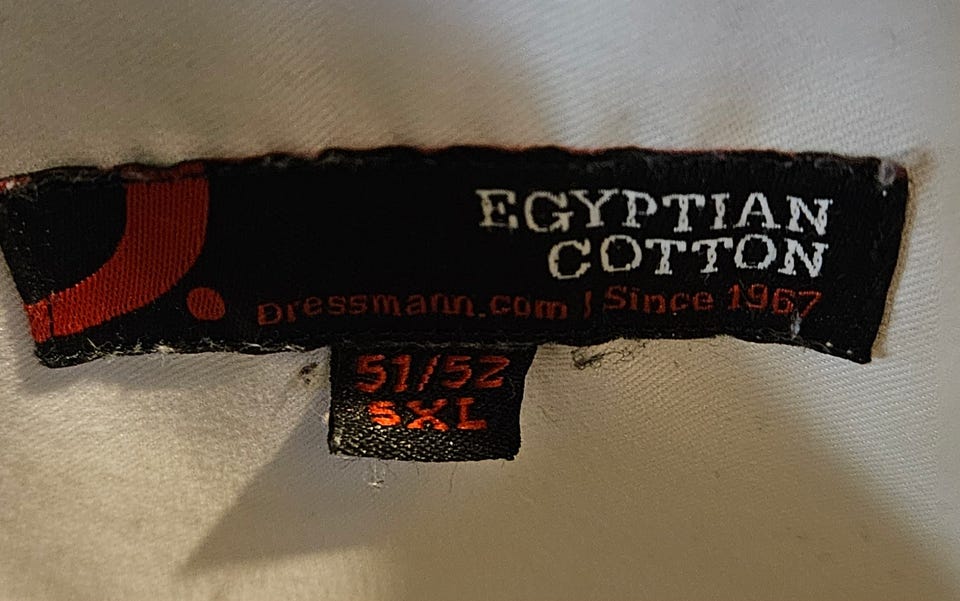 EGYPTIAN
COTTON
Dressmann.com | Since 1967
51/52
5XL